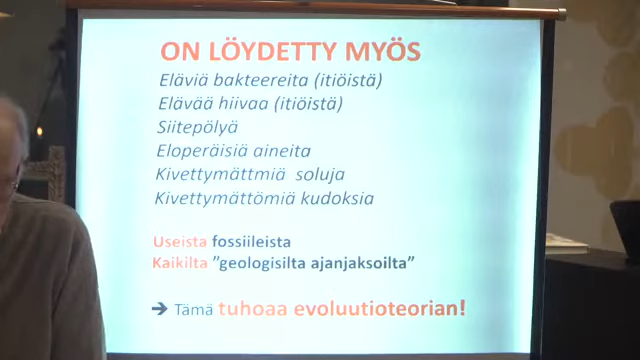 ON LÖYDETTY MYÖS
Eläviä bakteereita (itiöistä)
Elävää hiivaa (itiöistä)
Siitepölyä
Eloperäisiä aineita
Kivettymättmiä soluja
Kivettymättömiä kudoksia
Useista fossiileista
Kaikilta ”geologisilta ajanjaksoilta”
➔ Tämä tuhoaa evoluutioteorian!